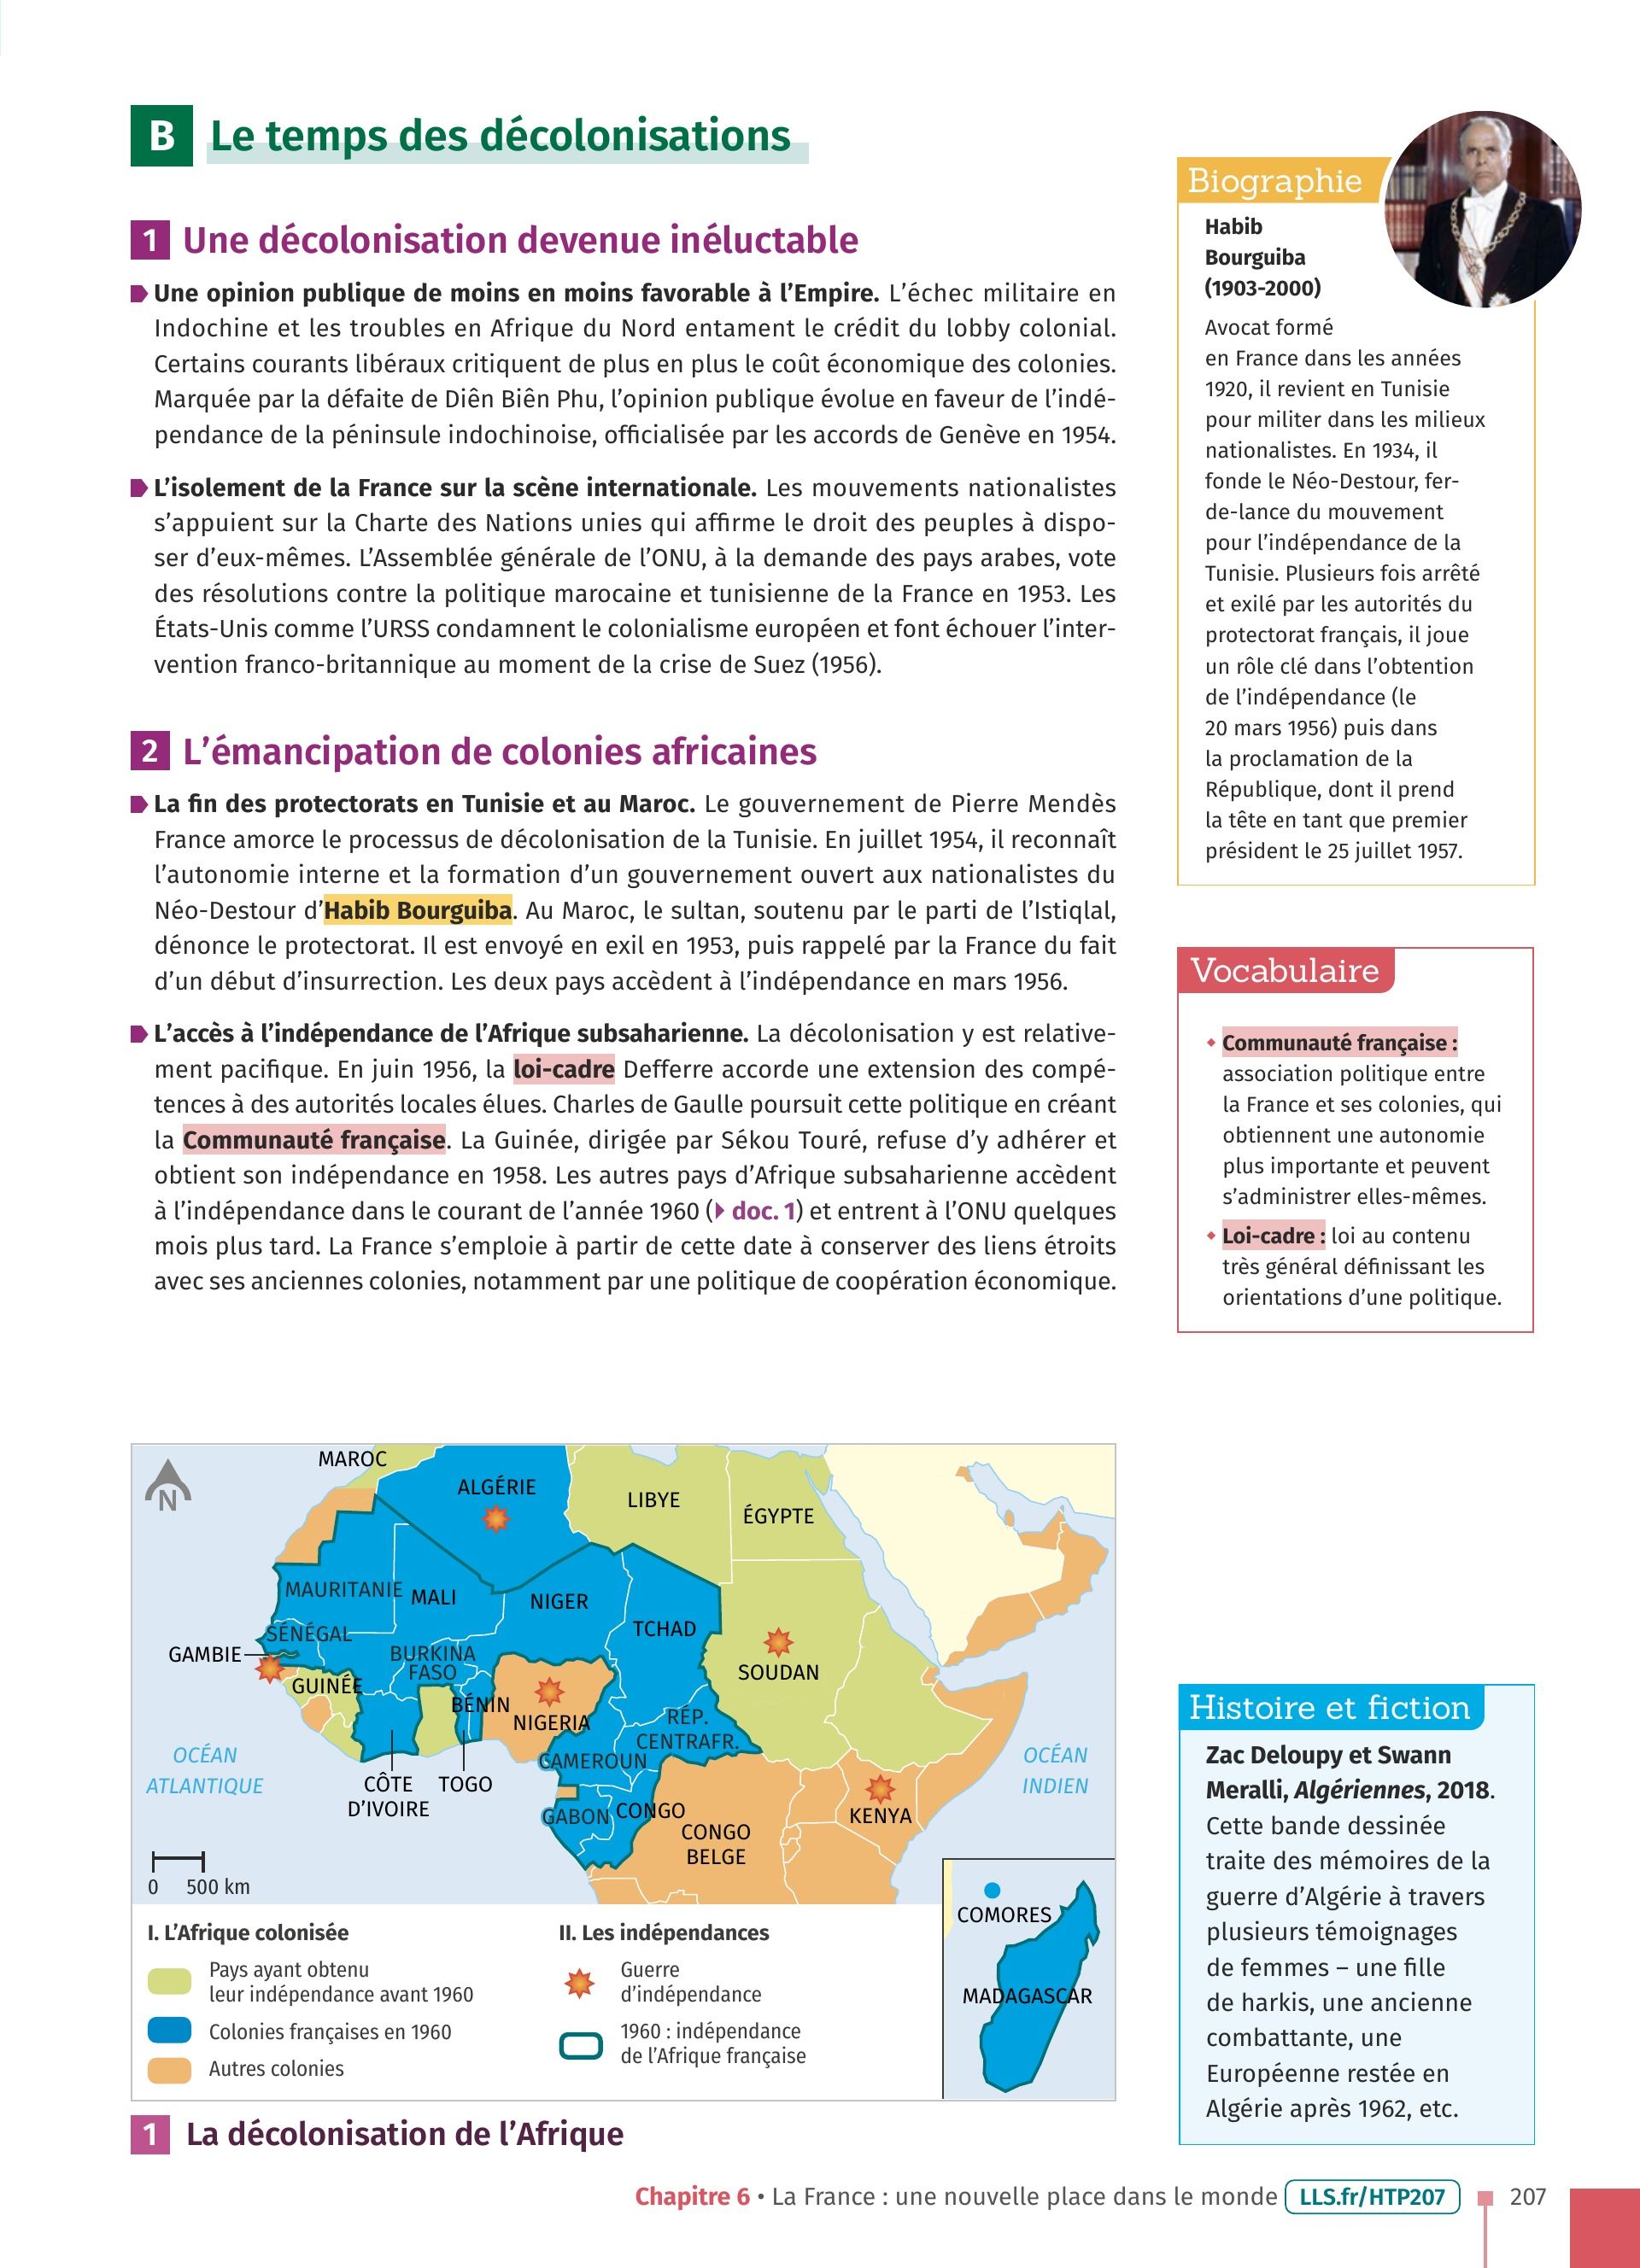 B Le temps des décolonisations
1 Une décolonisation devenue inéluctable
Une opinion publique de moins en moins favorable à l’Empire. L’échec militaire en
Indochine et les troubles en Afrique du Nord entament le crédit du lobby colonial.
Certains courants libéraux critiquent de plus en plus le coût économique des colonies.
Marquée par la défaite de Diên Biên Phu, l’opinion publique évolue en faveur de l’indé-
pendance de la péninsule indochinoise, officialisée par les accords de Genève en 1954.
L’isolement de la France sur la scène internationale. Les mouvements nationalistes
s’appuient sur la Charte des Nations unies qui affirme le droit des peuples à dispo-
ser d’eux-mêmes. L’Assemblée générale de l’ONU, à la demande des pays arabes, vote
des résolutions contre la politique marocaine et tunisienne de la France en 1953. Les
États-Unis comme l’URSS condamnent le colonialisme européen et font échouer l’inter-
vention franco-britannique au moment de la crise de Suez (1956).
2 L’émancipation de colonies africaines
La fin des protectorats en Tunisie et au Maroc. Le gouvernement de Pierre Mendès
France amorce le processus de décolonisation de la Tunisie. En juillet 1954, il reconnaît
l’autonomie interne et la formation d’un gouvernement ouvert aux nationalistes du
Néo-Destour d’Habib Bourguiba. Au Maroc, le sultan, soutenu par le parti de l’Istiqlal,
dénonce le protectorat. Il est envoyé en exil en 1953, puis rappelé par la France du fait
d’un début d’insurrection. Les deux pays accèdent à l’indépendance en mars 1956.
L’accès à l’indépendance de l’Afrique subsaharienne. La décolonisation y est relative-
ment pacifique. En juin 1956, la loi-cadre Defferre accorde une extension des compé-
tences à des autorités locales élues. Charles de Gaulle poursuit cette politique en créant
la Communauté française. La Guinée, dirigée par Sékou Touré, refuse d’y adhérer et
obtient son indépendance en 1958. Les autres pays d’Afrique subsaharienne accèdent
à l’indépendance dans le courant de l’année 1960 (doc. 1) et entrent à l’ONU quelques
mois plus tard. La France s’emploie à partir de cette date à conserver des liens étroits
avec ses anciennes colonies, notamment par une politique de coopération économique.
Biographie
Habib
Bourguiba
(1903-2000)
Avocat formé
en France dans les années
1920, il revient en Tunisie
pour militer dans les milieux
nationalistes. En 1934, il
fonde le Néo-Destour, fer-
de-lance du mouvement
pour l’indépendance de la
Tunisie. Plusieurs fois arrêté
et exilé par les autorités du
protectorat français, il joue
un rôle clé dans l’obtention
de l’indépendance (le
20 mars 1956) puis dans
la proclamation de la
République, dont il prend
la tête en tant que premier
président le 25 juillet 1957.
Vocabulaire
Communauté française :
association politique entre
la France et ses colonies, qui
obtiennent une autonomie
plus importante et peuvent
s’administrer elles-mêmes.
Loi-cadre : loi au contenu
très général définissant les
orientations d’une politique.
N
MAROC
ALGÉRIE
LIBYE
ÉGYPTE
MAURITANIE
MALI
NIGER
TCHAD
SÉNÉGAL
GAMBIE
BURKINA
FASO
SOUDAN
GUINÉE
BÉNIN
NIGERIA
RÉP.
CENTRAFR.
CAMEROUN
OCÉAN
ATLANTIQUE
OCÉAN
INDIEN
CÔTE
D’IVOIRE
TOGO
GABON
CONGO
CONGO
BELGE
KENYA
0 500 km
COMORES
MADAGASCAR
I. L’Afrique colonisée
Pays ayant obtenu
leur indépendance avant 1960
Colonies françaises en 1960
Autres colonies
II. Les indépendances
Guerre
d’indépendance
1960 : indépendance
de l’Afrique française
1 La décolonisation de l’Afrique
Histoire et fiction
Zac Deloupy et Swann
Meralli, Algériennes, 2018.
Cette bande dessinée
traite des mémoires de la
guerre d’Algérie à travers
plusieurs témoignages
de femmes – une fille
de harkis, une ancienne
combattante, une
Européenne restée en
Algérie après 1962, etc.
Chapitre 6 • La France : une nouvelle place dans le monde LLS.fr/HTP207 207